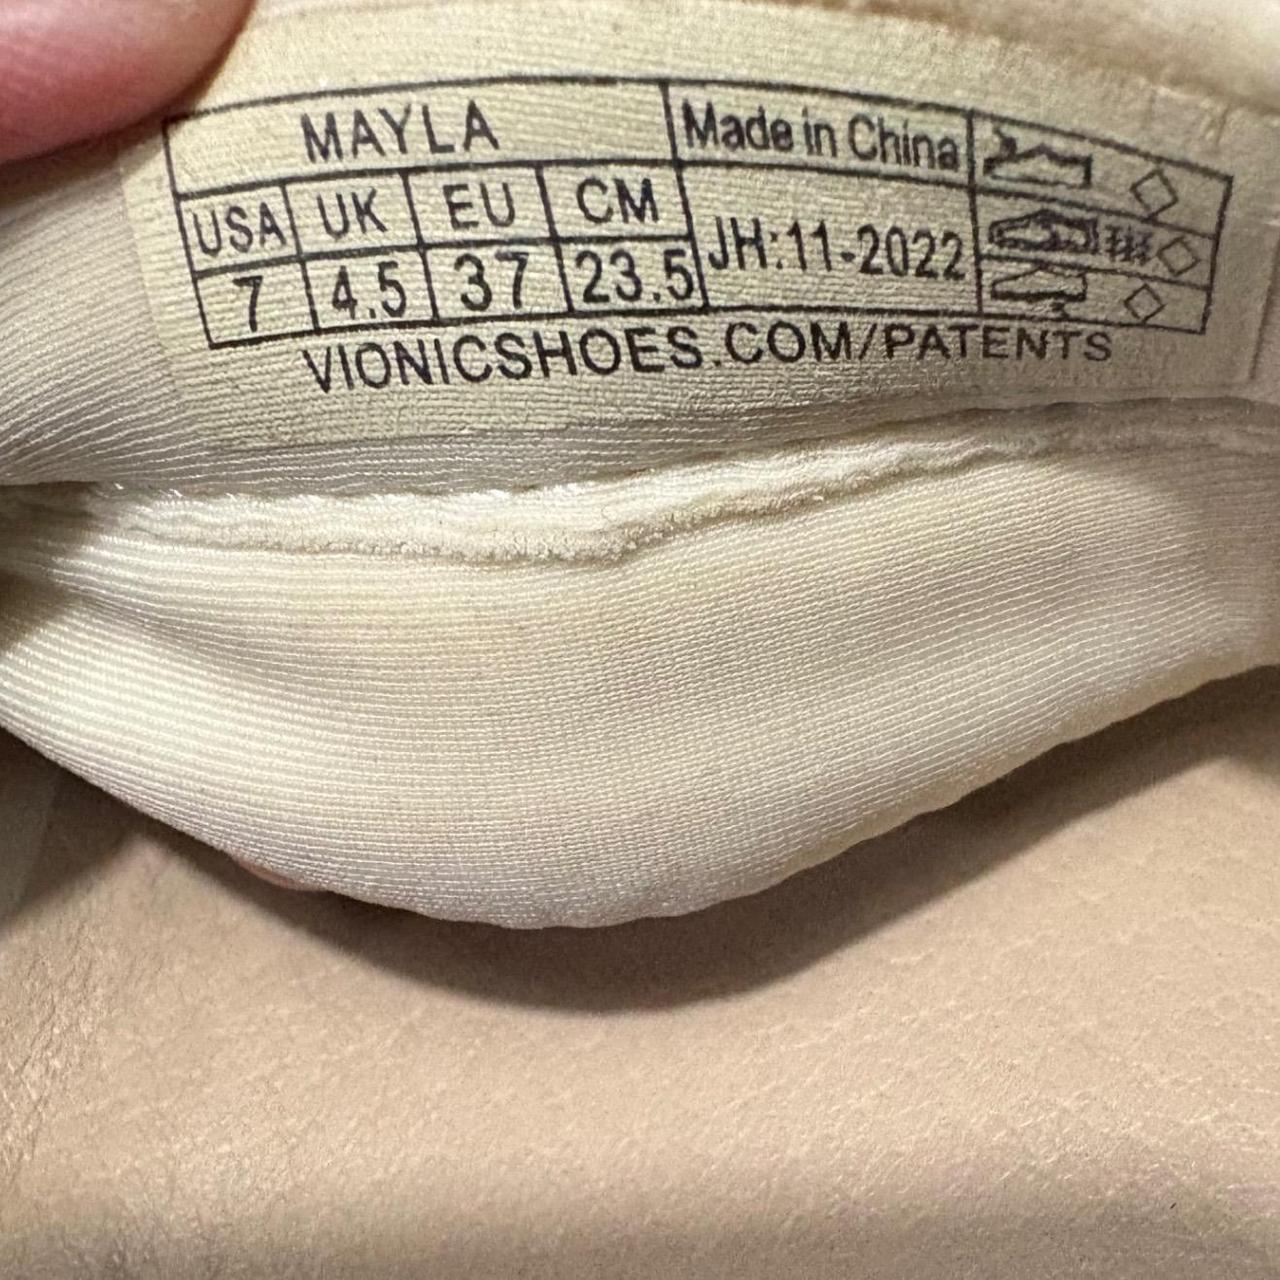 MAYLA Made in China
USA UK EU CM
JH:11-2022
7 4.5 37 23.5
VIONICSHOES.COM/PATENTS